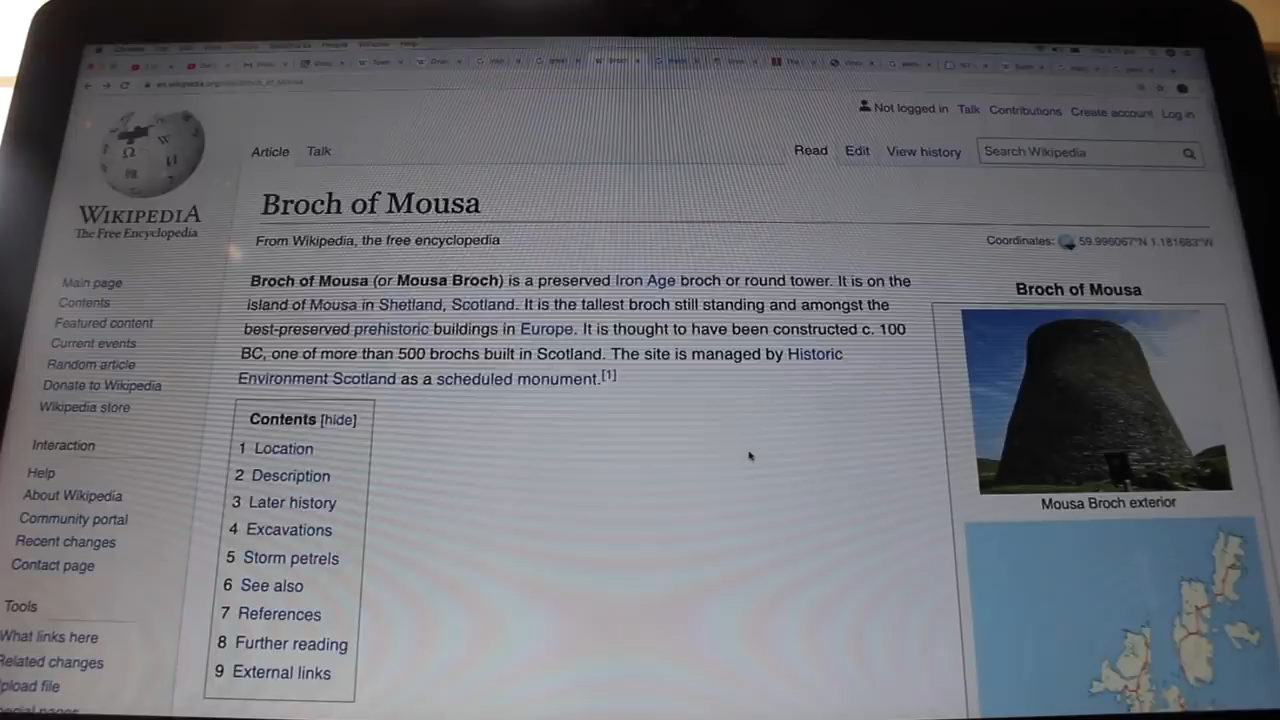 Not logged in Talk Contributions Create account Log in
Article Talk Read Edit View history Search Wikipedia
WIKIPEDIA
The Free Encyclopedia
Broch of Mousa
From Wikipedia, the free encyclopedia
Coordinates: 59.996067°N 1.181683°W
Broch of Mousa (or Mousa Broch) is a preserved Iron Age broch or round tower. It is on the
island of Mousa in Shetland, Scotland. It is the tallest broch still standing and amongst the
best-preserved prehistoric buildings in Europe. It is thought to have been constructed c. 100
BC, one of more than 500 brochs built in Scotland. The site is managed by Historic
Environment Scotland as a scheduled monument.[1]
Contents [hide]
1 Location
2 Description
3 Later history
4 Excavations
5 Storm petrels
6 See also
7 References
8 Further reading
9 External links
Broch of Mousa
Mousa Broch exterior
Main page
Contents
Featured content
Current events
Random article
Donate to Wikipedia
Wikipedia store
Interaction
Help
About Wikipedia
Community portal
Recent changes
Contact page
Tools
What links here
Related changes
pload file